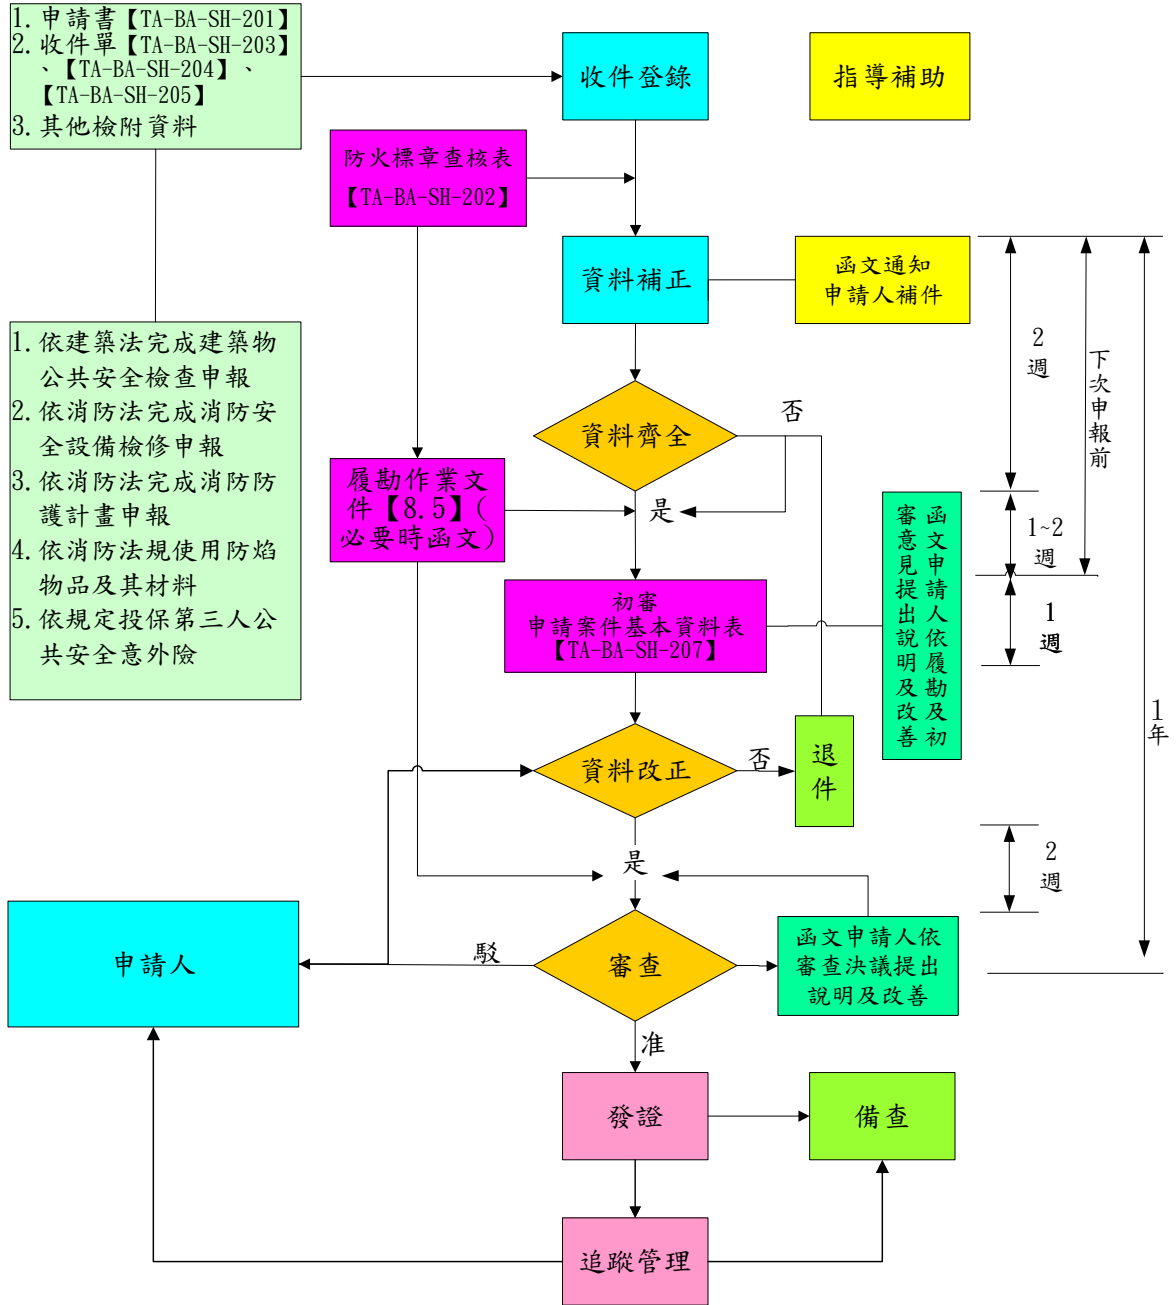 1. 申請書【TA-BA-SH-201】
2. 收件單【TA-BA-SH-203】
、【TA-BA-SH-204】、
【TA-BA-SH-205】
3. 其他檢附資料
收件登錄
指導補助
防火標章查核表
【TA-BA-SH-202】
資料補正
函文通知
申請人補件
1. 依建築法完成建築物
公共安全檢查申報
2. 依消防法完成消防安
全設備檢修申報
3. 依消防法完成消防防
護計畫申報
4. 依消防法規使用防焰
物品及其材料
5. 依規定投保第三人公
共安全意外險
2
週
下次申報前
資料齊全
否
是
履勘作業文
件【8.5】(
必要時函文)
函文申請人依履勘及初
審意見提出說明及改善
1~2
週
初審
申請案件基本資料表
【TA-BA-SH-207】
1
週
1
年
資料改正
否
退
件
是
2
週
申請人
駁
審查
函文申請人依
審查決議提出
說明及改善
准
發證
備查
追蹤管理